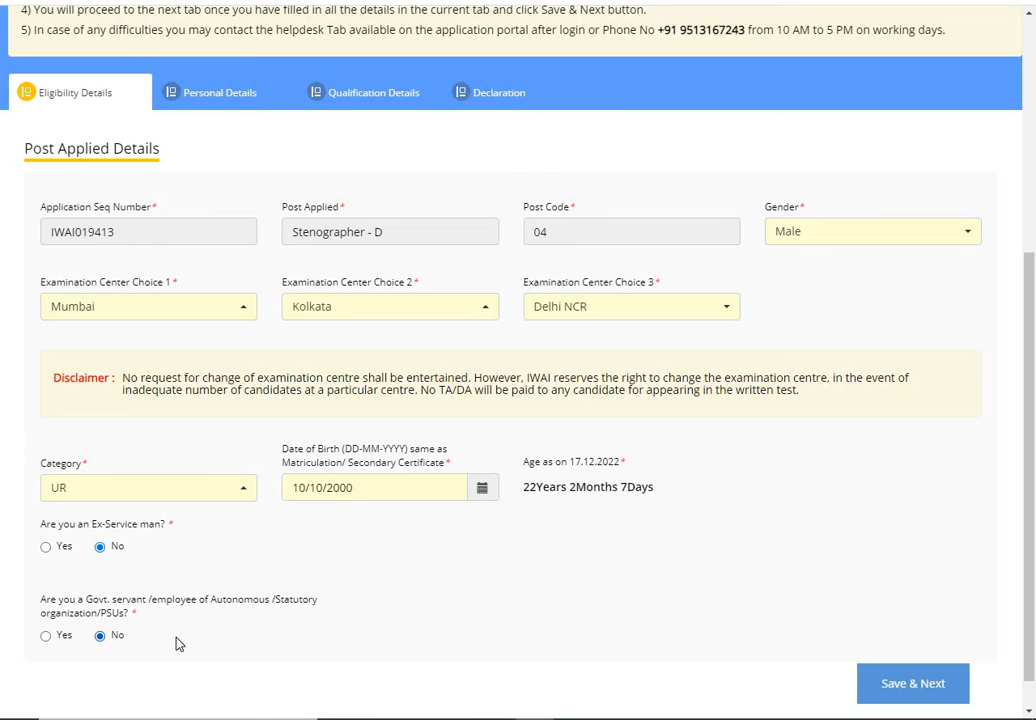 4) You will proceed to the next tab once you have filled in all the details in the current tab and click Save & Next button.
5) In case of any difficulties you may contact the helpdesk Tab available on the application portal after login or Phone No +91 9513167243 from 10 AM to 5 PM on working days.
Eligibility Details Personal Details Qualification Details Declaration
Post Applied Details
Application Seq Number* Post Applied* Post Code* Gender*
IWAI019413 Stenographer - D 04 Male
Examination Center Choice 1* Examination Center Choice 2* Examination Center Choice 3*
Mumbai Kolkata Delhi NCR
Disclaimer : No request for change of examination centre shall be entertained. However, IWAI reserves the right to change the examination centre, in the event of
inadequate number of candidates at a particular centre. No TA/DA will be paid to any candidate for appearing in the written test.
Category*
Date of Birth (DD-MM-YYYY) same as
Matriculation/ Secondary Certificate*
Age as on 17.12.2022*
UR 10/10/2000 22Years 2Months 7Days
Are you an Ex-Service man? *
Yes No
Are you a Govt. servant /employee of Autonomous /Statutory
organization/PSUs? *
Yes No
Save & Next